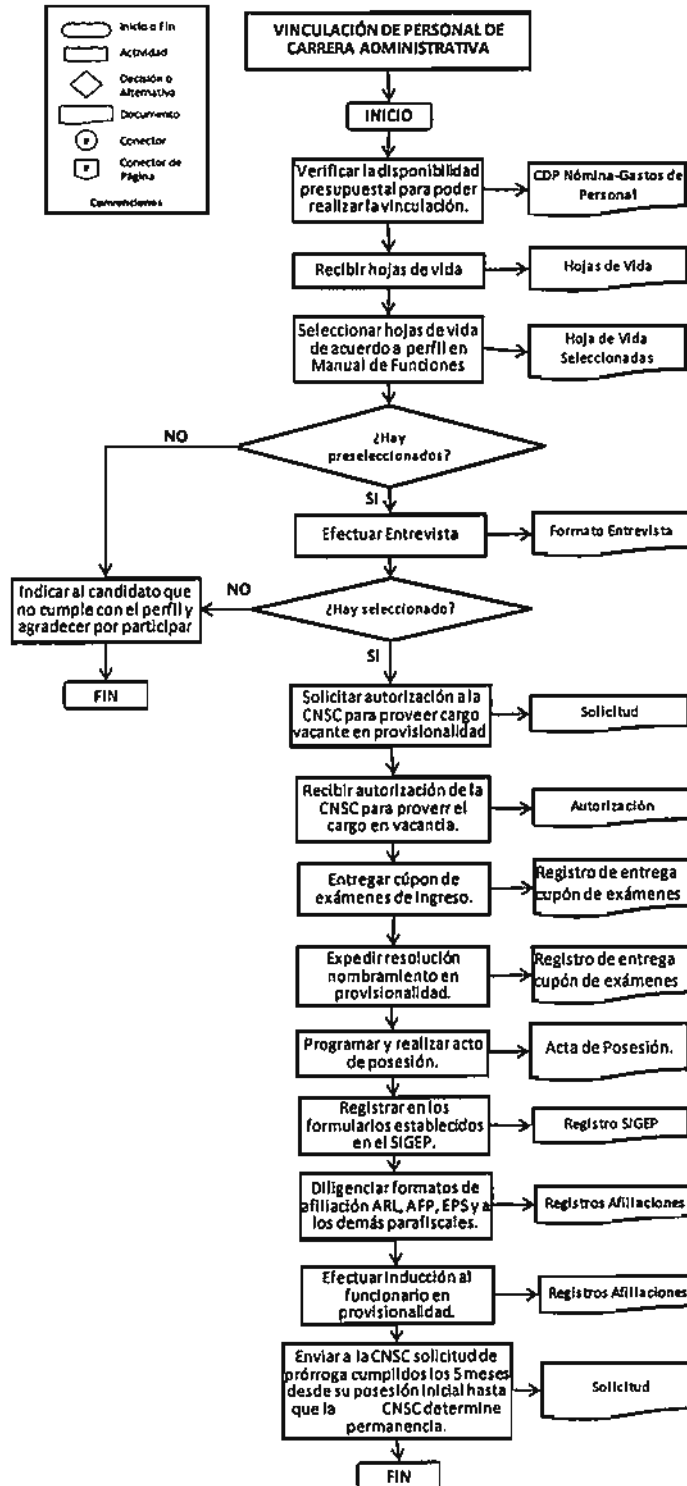 Inicio o Fin
Actividad
Decisión o
Alternativa
Documento
Conector
Conector de
Página
Convenciones
VINCULACIÓN DE PERSONAL DE
CARRERA ADMINISTRATIVA
INICIO
Verificar la disponibilidad
presupuestal para poder
realizar la vinculación.
CDP Nómina-Gastos de
Personal
Recibir hojas de vida
Hojas de Vida
Seleccionar hojas de vida
de acuerdo a perfil en
Manual de Funciones
Hoja de Vida
Seleccionadas
NO
¿Hay
preseleccionados?
SI
Efectuar Entrevista
Formato Entrevista
Indicar al candidato que
no cumple con el perfil y
agradecer por participar
NO
¿Hay seleccionado?
FIN
SI
Solicitar autorización a la
CNSC para proveer cargo
vacante en provisionalidad
Solicitud
Recibir autorización de la
CNSC para proverr el
cargo en vacancia.
Autorización
Entregar cúpon de
exámenes de ingreso.
Registro de entrega
cupón de exámenes
Expedir resolución
nombramiento en
provisionalidad.
Registro de entrega
cupón de exámenes
Programar y realizar acto
de posesión.
Acta de Posesión.
Registrar en los
formularios establecidos
en el SIGEP.
Registro SIGEP
Diligenciar formatos de
afiliación ARL, AFP, EPS y a
los demás parafiscales.
Registros Afiliaciones
Efectuar inducción al
funcionario en
provisionalidad.
Registros Afiliaciones
Enviar a la CNSC solicitud de
prórroga cumplidos los 5 meses
desde su posesión inicial hasta
que la CNSC determine
permanencia.
Solicitud
FIN